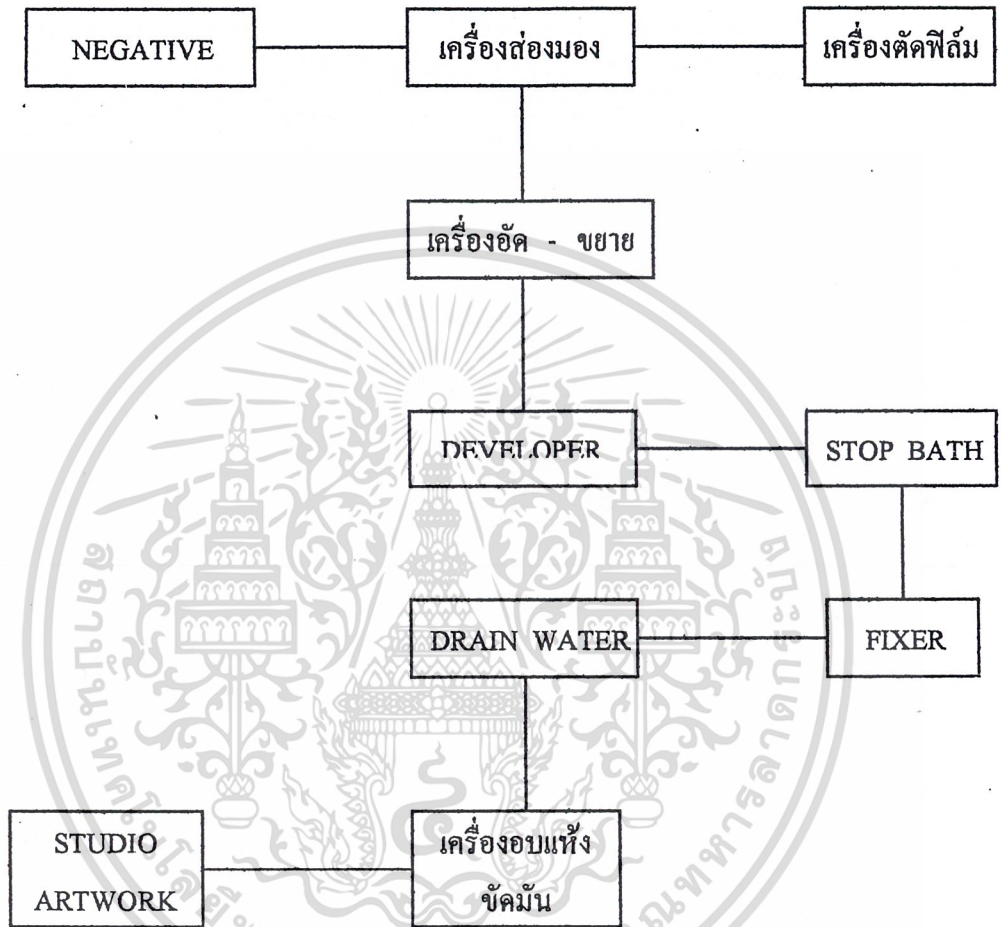 NEGATIVE
เครื่องส่องมอง
เครื่องตัดฟิล์ม
เครื่องอัด - ขยาย
DEVELOPER
STOP BATH
DRAIN WATER
FIXER
STUDIO
ARTWORK
เครื่องอบแห้ง
ขัดมัน